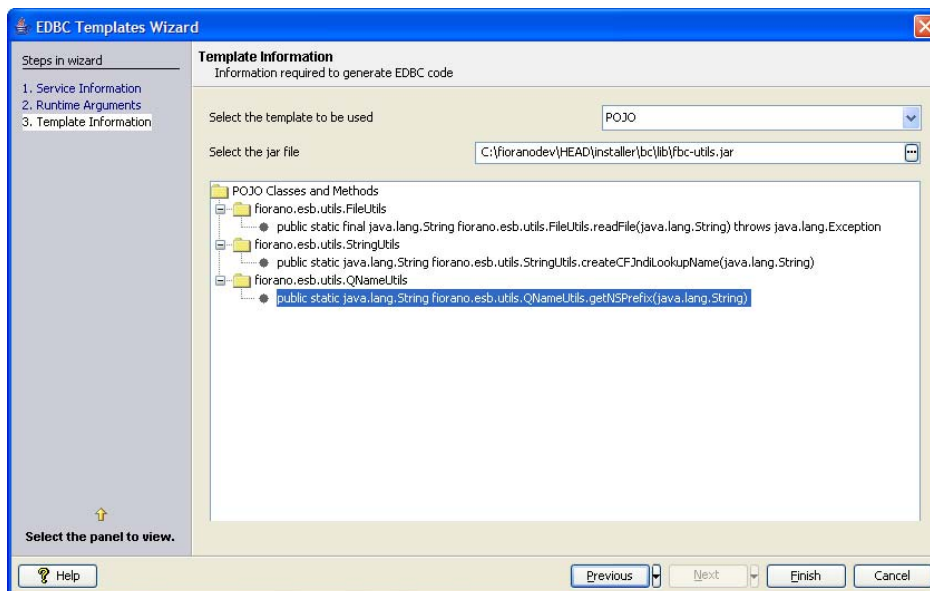 EDBC Templates Wizard
Steps in wizard
1. Service Information
2. Runtime Arguments
3. Template Information
Select the panel to view.
Template Information
Information required to generate EDBC code
Select the template to be used
POJO
Select the jar file
C:\fioranodev\HEAD\installer\bc\lib\fbc-utils.jar
POJO Classes and Methods
fiorano.esb.utils.FileUtils
public static final java.lang.String fiorano.esb.utils.FileUtils.readFile(java.lang.String) throws java.lang.Exception
fiorano.esb.utils.StringUtils
public static java.lang.String fiorano.esb.utils.StringUtils.createCFJndiLookupName(java.lang.String)
fiorano.esb.utils.QNameUtils
public static java.lang.String fiorano.esb.utils.QNameUtils.getNSPrefix(java.lang.String)
Help
Previous
Next
Finish
Cancel